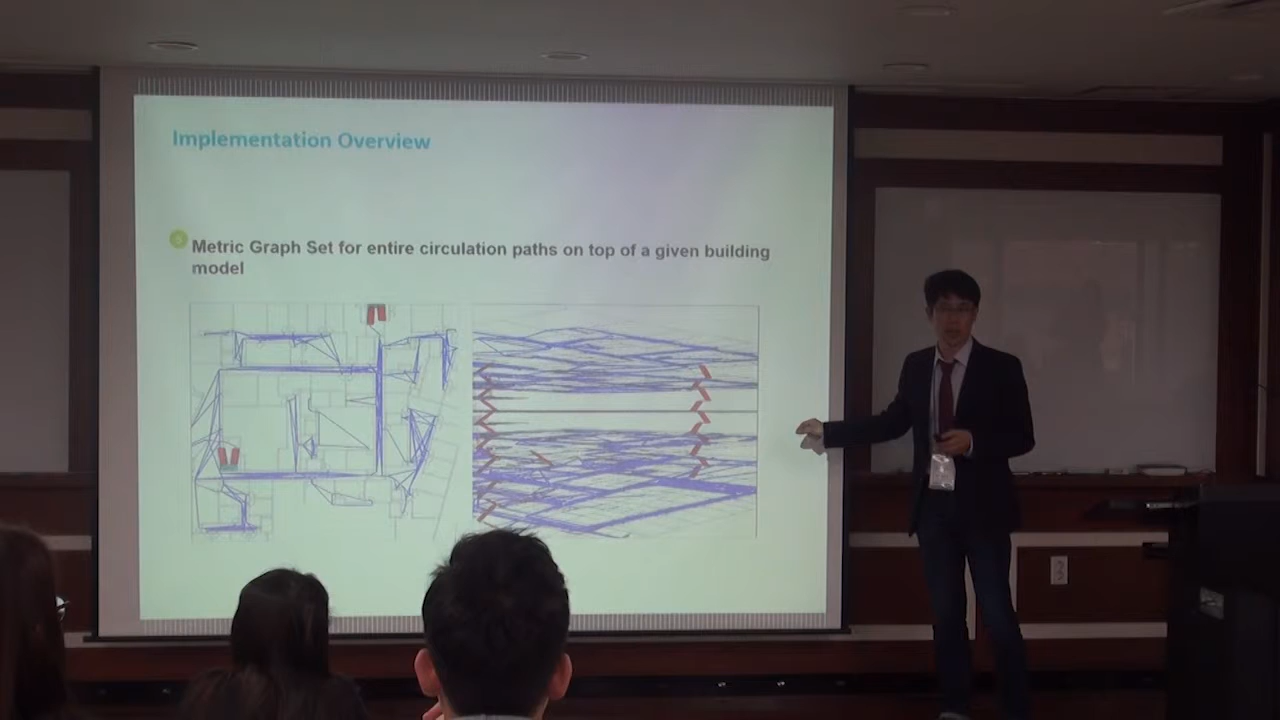 Implementation Overview
Metric Graph Set for entire circulation paths on top of a given building
model